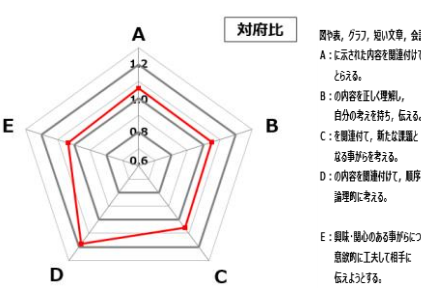 対府比
A
1.2
1.0
0.8
0.6
B
C
D
E
図や表，グラフ，短い文章，会
A：に示された内容を関連付けて
とらえる。
B：の内容を正しく理解し，
自分の考えを持ち，伝える。
C：を関連付て，新たな課題と
なる事がらを考える。
D：の内容を関連付けて，順序
論理的に考える。
E：興味・関心のある事がらにつ
意欲的に工夫して相手に
伝えようとする。